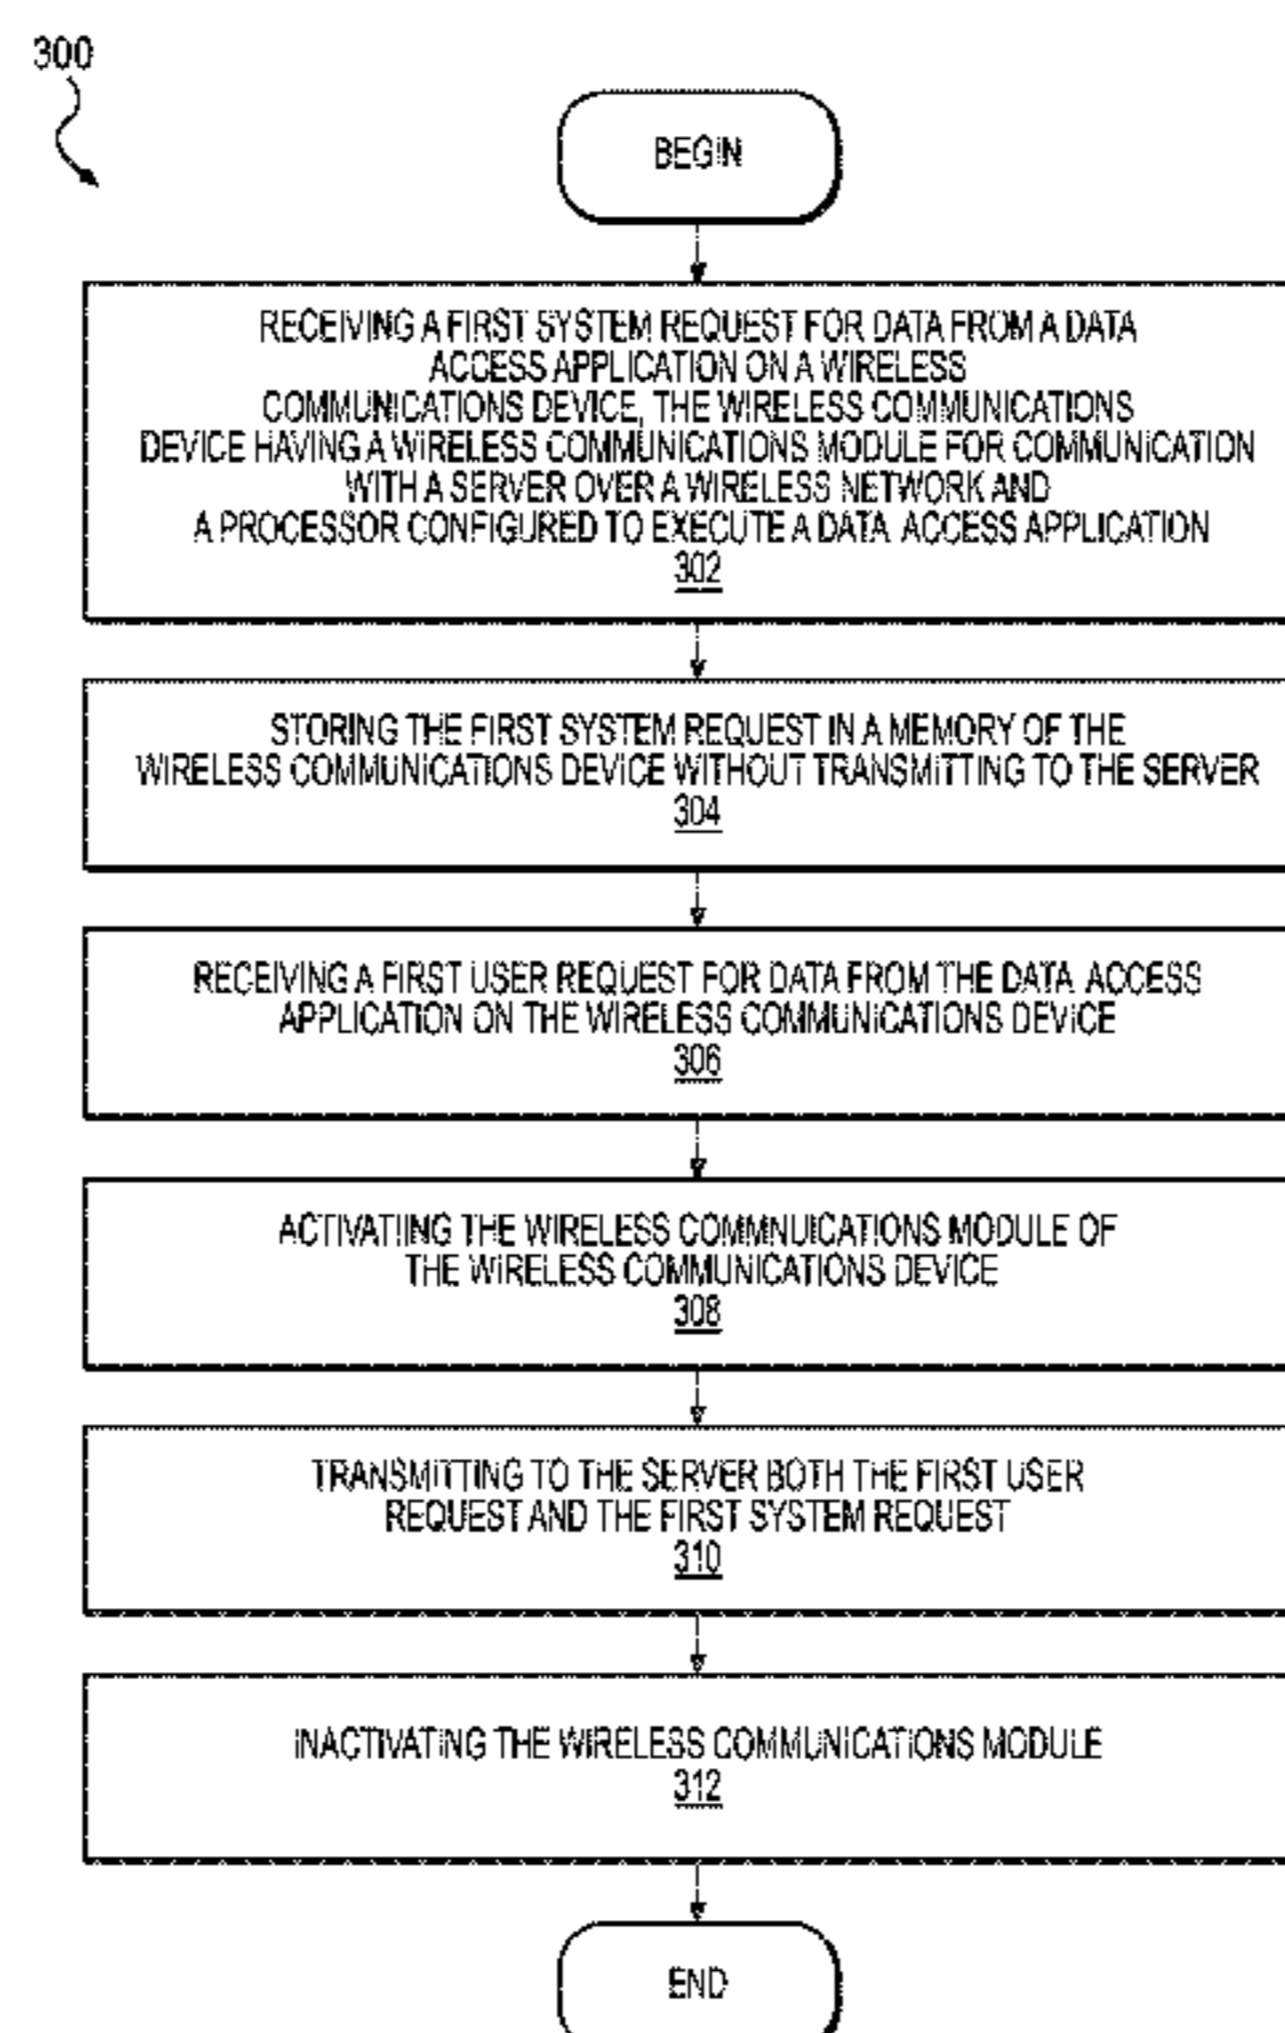 300
BEGIN
RECEIVING A FIRST SYSTEM REQUEST FOR DATA FROM A DATA
ACCESS APPLICATION ON A WIRELESS
COMMUNICATIONS DEVICE, THE WIRELESS COMMUNICATIONS
DEVICE HAVING A WIRELESS COMMUNICATIONS MODULE FOR COMMUNICATION
WITH A SERVER OVER A WIRELESS NETWORK AND
A PROCESSOR CONFIGURED TO EXECUTE A DATA ACCESS APPLICATION
302
STORING THE FIRST SYSTEM REQUEST IN A MEMORY OF THE
WIRELESS COMMUNICATIONS DEVICE WITHOUT TRANSMITTING TO THE SERVER
304
RECEIVING A FIRST USER REQUEST FOR DATA FROM THE DATA ACCESS
APPLICATION ON THE WIRELESS COMMUNICATIONS DEVICE
306
ACTIVATIING THE WIRELESS COMMNUICATIONS MODULE OF
THE WIRELESS COMMUNICATIONS DEVICE
308
TRANSMITTING TO THE SERVER BOTH THE FIRST USER
REQUEST AND THE FIRST SYSTEM REQUEST
310
INACTIVATING THE WIRELESS COMMUNICATIONS MODULE
312
END